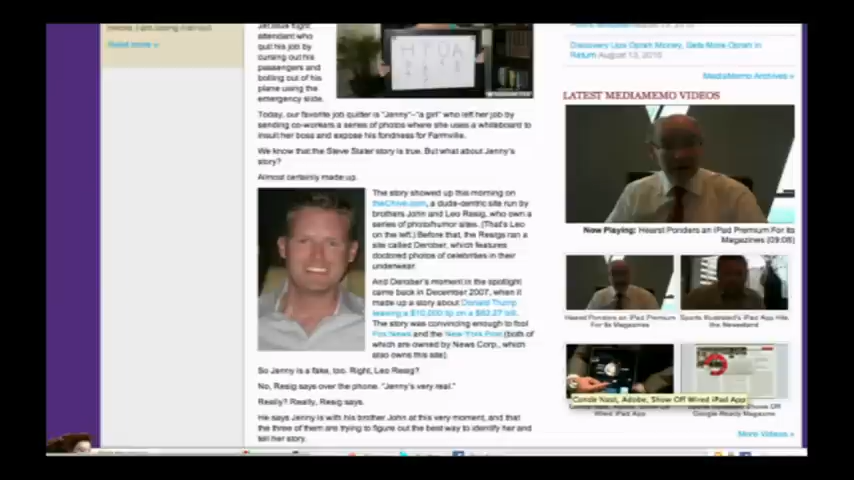 Read more »
JetBlue flight
attendant who
quit his job by
cursing out his
passengers and
bolting out of his
plane using the
emergency slide.
HPOA
Today, our favorite job quitter is "Jenny"-"a girl" who left her job by
sending co-workers a series of photos where she uses a whiteboard to
insult her boss and expose his fondness for Farmville.
We know that the Steve Slater story is true. But what about Jenny's
story?
Almost certainly made up.
The story showed up this morning on
theChive.com, a dude-centric site run by
brothers John and Leo Resig, who own a
series of photo/humor sites. (That's Leo
on the left.) Before that, the Resigs ran a
site called Derober, which features
doctored photos of celebrities in their
underwear.
And Derober's moment in the spotlight
came back in December 2007, when it
made up a story about Donald Trump
leaving a $10,000 tip on a $82.27 bill.
The story was convincing enough to fool
Fox News and the New York Post (both of
which are owned by News Corp., which
also owns this site).
So Jenny is a fake, too. Right, Leo Resig?
No, Resig says over the phone. "Jenny's very real."
Really? Really, Resig says.
He says Jenny is with his brother John at this very moment, and that
the three of them are trying to figure out the best way to identify her and
tell her story.
Discovery Ups Oprah Money, Gets More Oprah in
Return August 13, 2010
MediaMemo Archives »
LATEST MEDIAMEMO VIDEOS
Now Playing: Hearst Ponders an iPad Premium For Its
Magazines (09:08)
Hearst Ponders an iPad Premium
For Its Magazines
Sports Illustrated's iPad App Hits
the Newsstand
Conde Nast, Adobe, Show Off Wired iPad App
Wired iPad App
Show Off
Google Ready Magazine
More Videos »